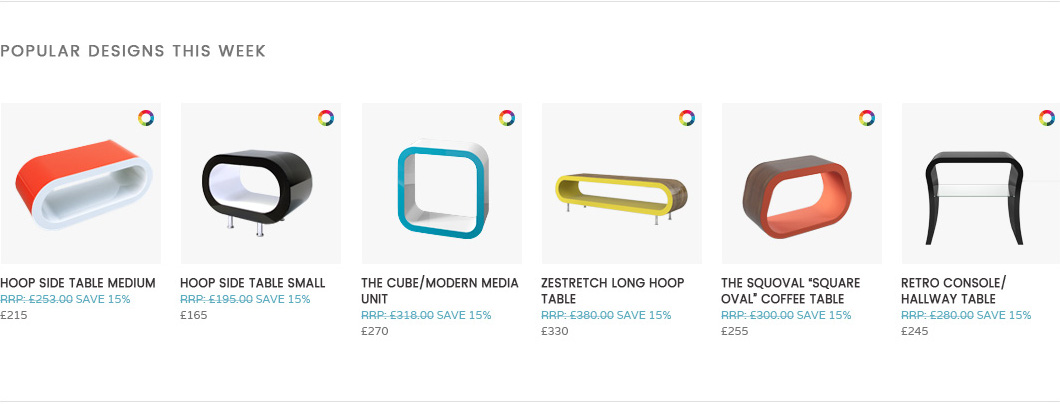 POPULAR DESIGNS THIS WEEK
HOOP SIDE TABLE MEDIUM
RRP: £253.00 SAVE 15%
£215
HOOP SIDE TABLE SMALL
RRP: £195.00 SAVE 15%
£165
THE CUBE/MODERN MEDIA
UNIT
RRP: £318.00 SAVE 15%
£270
ZESTRETCH LONG HOOP
TABLE
RRP: £380.00 SAVE 15%
£330
THE SQUOVAL “SQUARE
OVAL” COFFEE TABLE
RRP: £300.00 SAVE 15%
£255
RETRO CONSOLE/
HALLWAY TABLE
RRP: £280.00 SAVE 15%
£245